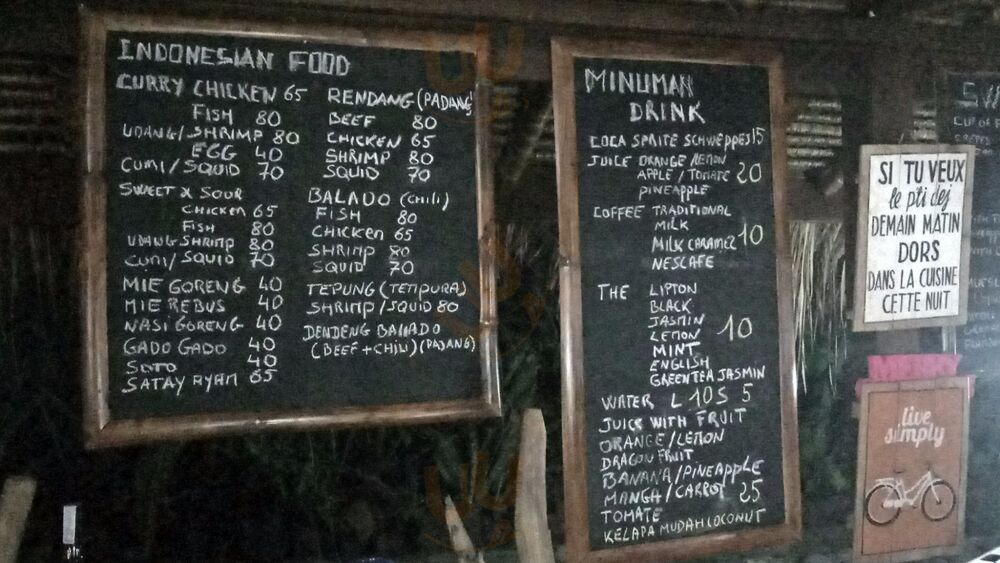 INDONESIAN FOOD
CURRY CHICKEN 65
FISH 80
UDANG/SHRIMP 80
EGG 40
CUMI/SQUID 70
SWEET & SOUR
CHICKEN 65
FISH 80
UDANG SHRIMP 80
CUMI/SQUID 70
MIE GORENG 40
MIE REBUS 40
NASI GORENG 40
GADO GADO 40
SOTO 40
SATAY AYAM 65
RENDANG (PADANG)
BEEF 80
CHICKEN 65
SHRIMP 80
SQUID 70
BALADO (CHILI)
FISH 80
CHICKEN 65
SHRIMP 80
SQUID 70
TEPUNG (TEMPURA)
SHRIMP/SQUID 80
DENDENG BALLADO
(BEEF + CHILI) (PADANG)
MINUMAN
DRINK
COCA SPRITE SCHWEPPES 15
JUICE ORANGE LEMON
APPLE/TOMATE 20
PINEAPPLE
COFFEE TRADITIONAL
MILK
MILK CARAMEL 10
NESCAFE
THE LIPTON
BLACK
JASMIN
LEMON 10
MINT
ENGLISH
GREENTEA JASMIN
WATER L 10 S 5
JUICE WITH FRUIT
ORANGE/LEMON
DRAGON FRUIT
BANANA/PINEAPPLE
MANGA/CARROT 25
TOMATE
KELAPA MUDAH COCONUT
SI TU VEUX
le p'ti dej
DEMAIN MATIN
DORS
DANS LA CUISINE
CETTE NUIT
live
simply